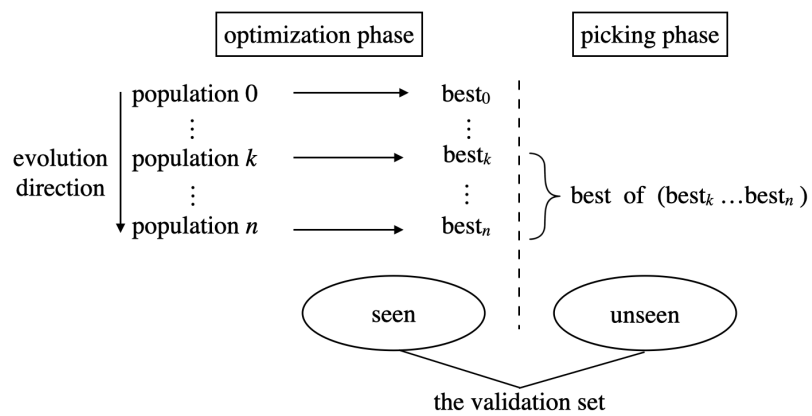 optimization phase
picking phase
population 0
best₀
⋮
⋮
evolution
direction
population k
bestₖ
⋮
⋮
population n
bestₙ
best of (bestₖ …bestₙ )
seen
unseen
the validation set